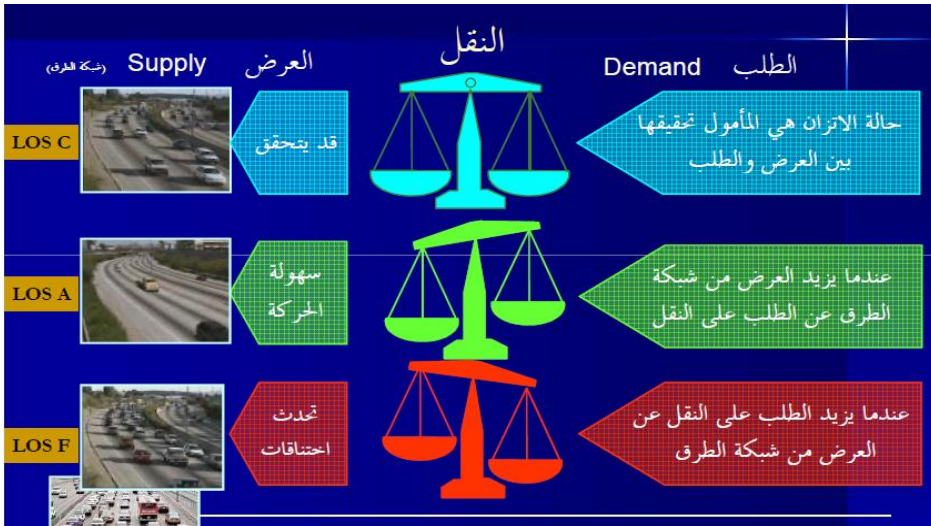 النقل
الطلب Demand
العرض Supply (شبكة الطرق)
حالة الاتزان هي المأمول تحقيقها
بين العرض والطلب
قد يتحقق
LOS C
عندما يزيد العرض من شبكة
الطرق عن الطلب على النقل
سهولة
الحركة
LOS A
عندما يزيد الطلب على النقل عن
العرض من شبكة الطرق
تحدث
اختناقات
LOS F